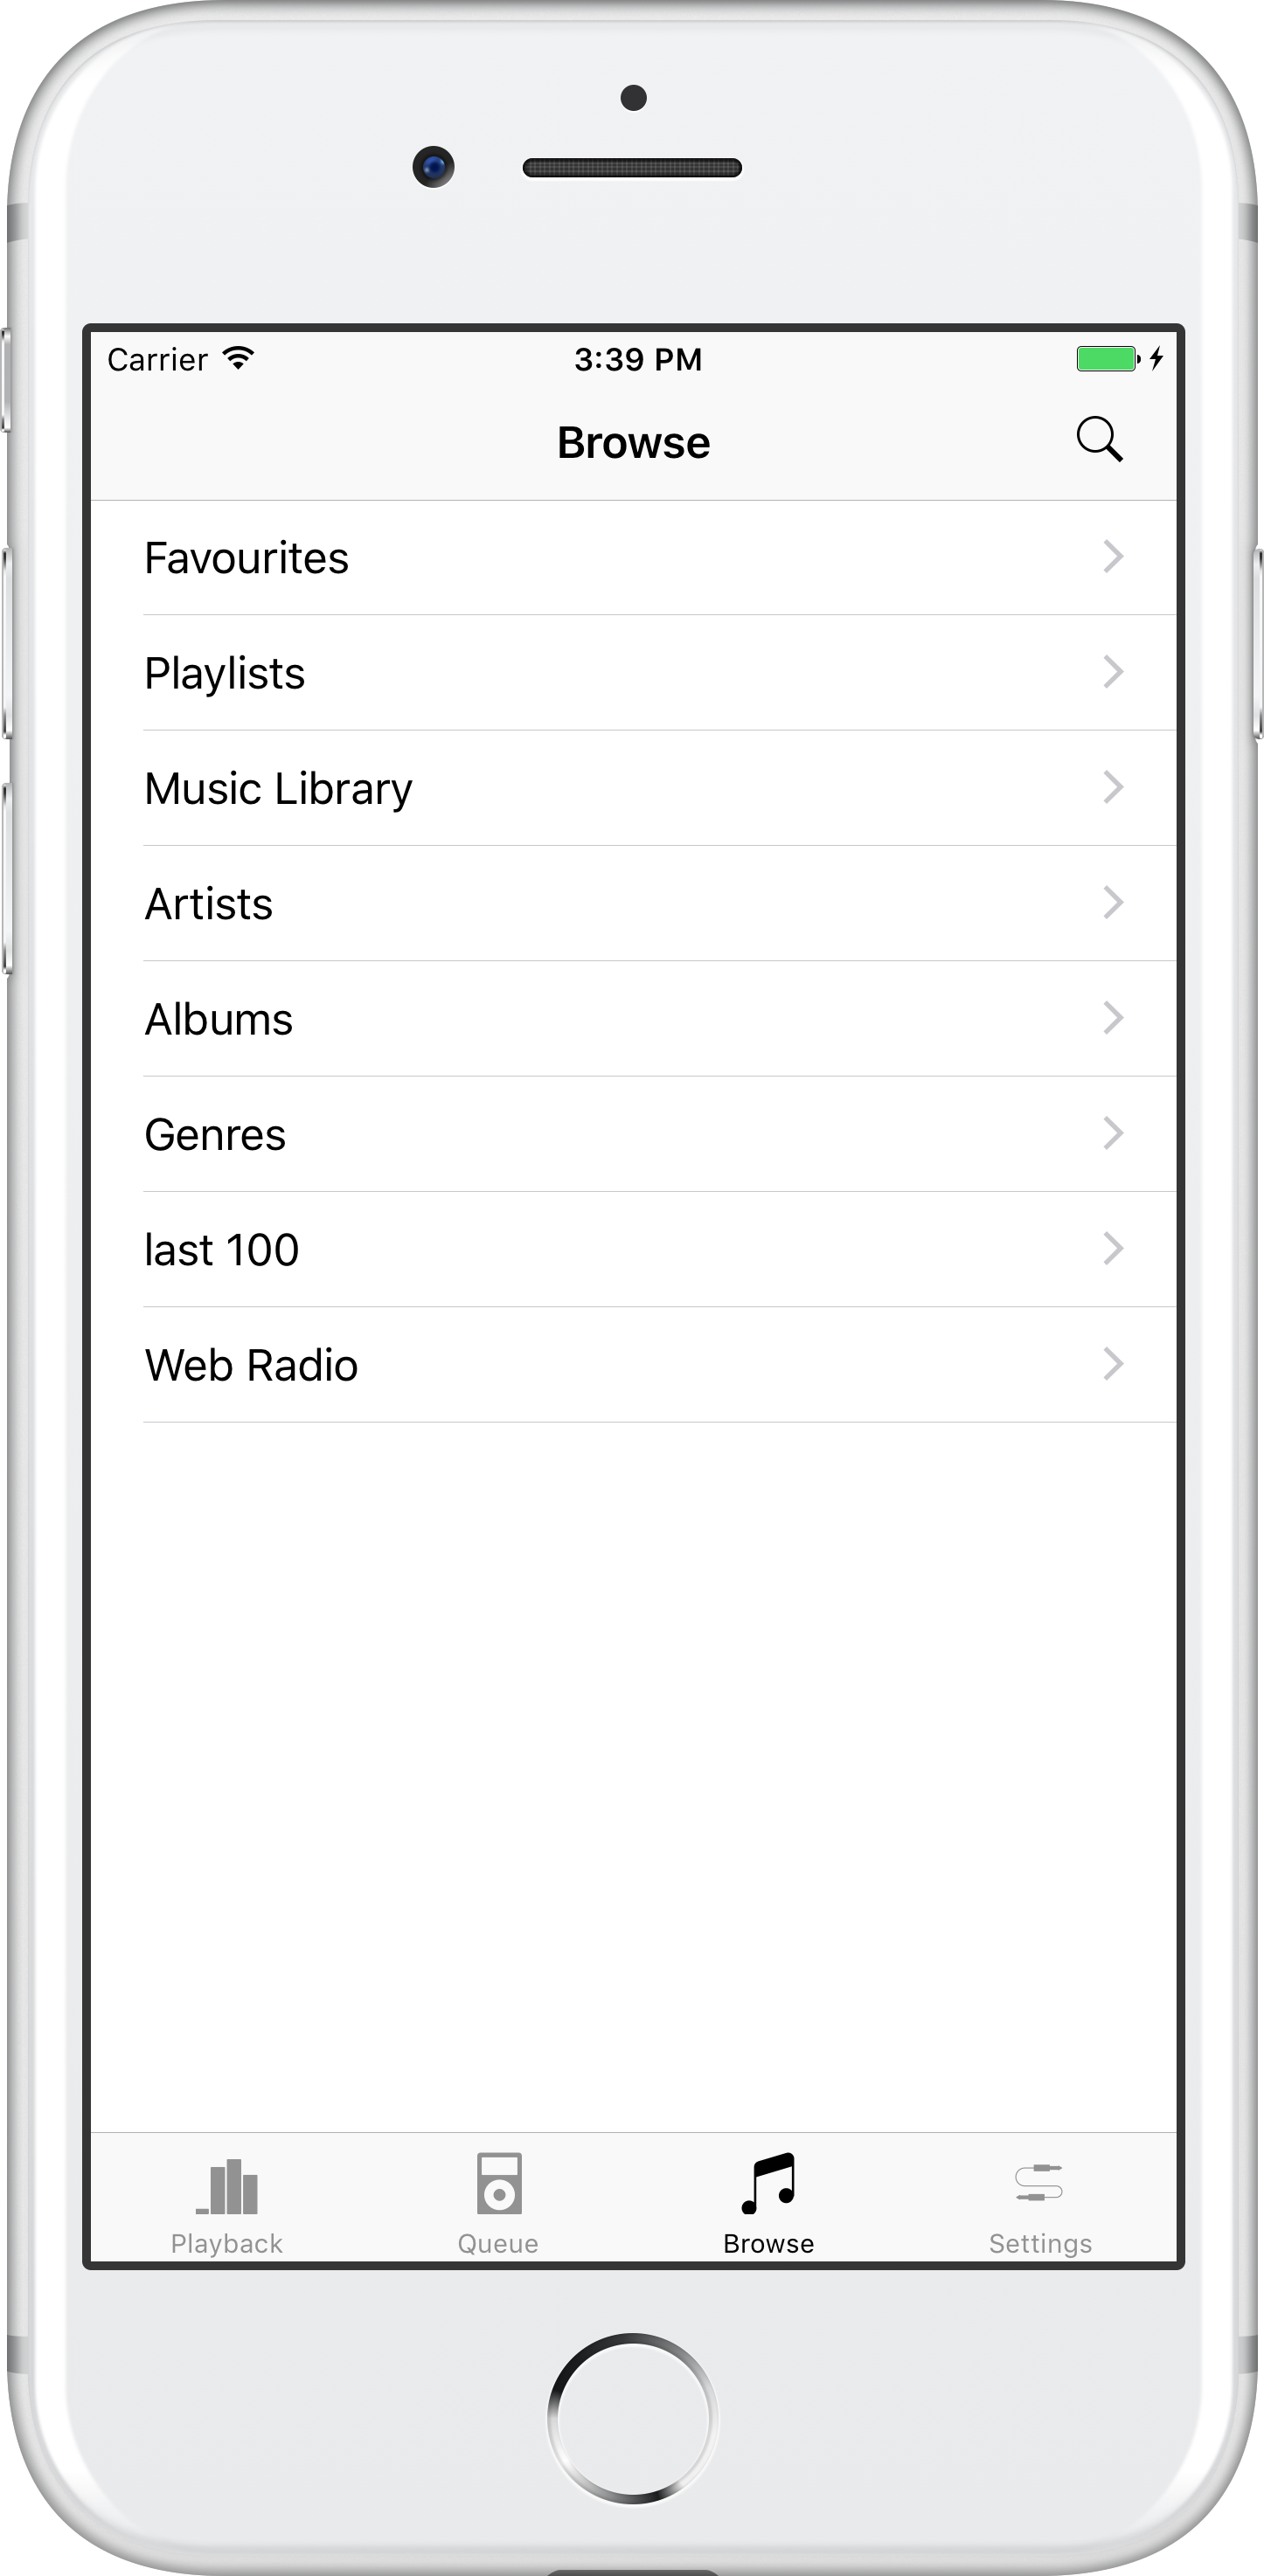 Carrier 3:39 PM
Browse
Favourites
Playlists
Music Library
Artists
Albums
Genres
last 100
Web Radio
Playback Queue Browse Settings